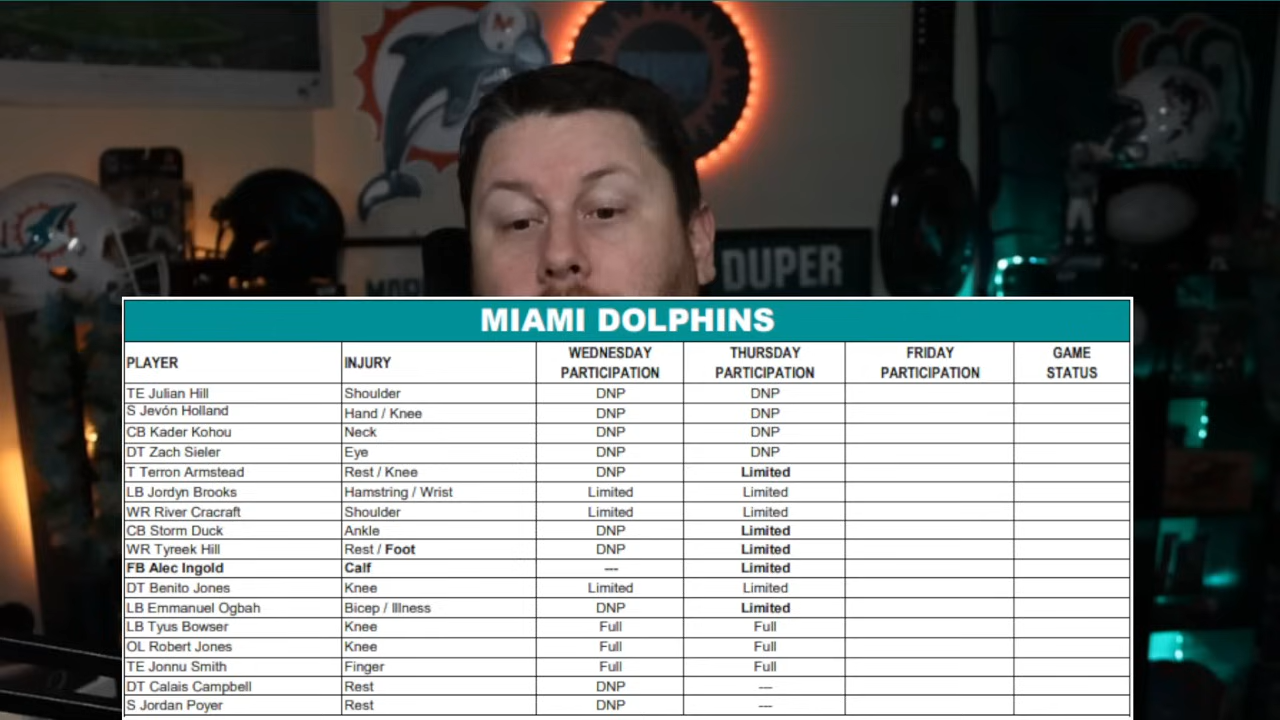 DUPER
MIAMI DOLPHINS
PLAYER INJURY WEDNESDAY PARTICIPATION THURSDAY PARTICIPATION FRIDAY PARTICIPATION GAME STATUS
TE Julian Hill Shoulder DNP DNP
S Jevón Holland Hand / Knee DNP DNP
CB Kader Kohou Neck DNP DNP
DT Zach Sieler Eye DNP DNP
T Terron Armstead Rest / Knee DNP Limited
LB Jordyn Brooks Hamstring / Wrist Limited Limited
WR River Cracraft Shoulder Limited Limited
CB Storm Duck Ankle DNP Limited
WR Tyreek Hill Rest / Foot DNP Limited
FB Alec Ingold Calf --- Limited
DT Benito Jones Knee Limited Limited
LB Emmanuel Ogbah Bicep / Illness DNP Limited
LB Tyus Bowser Knee Full Full
OL Robert Jones Knee Full Full
TE Jonnu Smith Finger Full Full
DT Calais Campbell Rest DNP ---
S Jordan Poyer Rest DNP ---